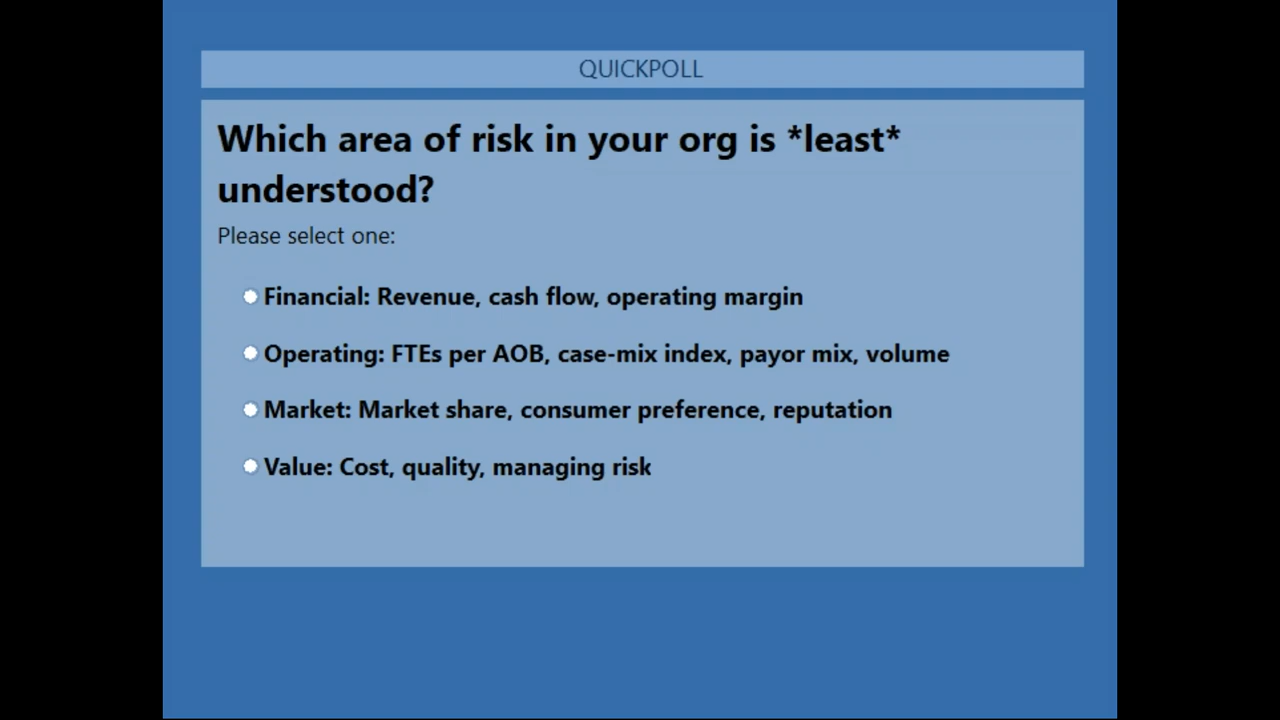 QUICKPOLL
Which area of risk in your org is *least*
understood?
Please select one:
Financial: Revenue, cash flow, operating margin
Operating: FTEs per AOB, case-mix index, payor mix, volume
Market: Market share, consumer preference, reputation
Value: Cost, quality, managing risk